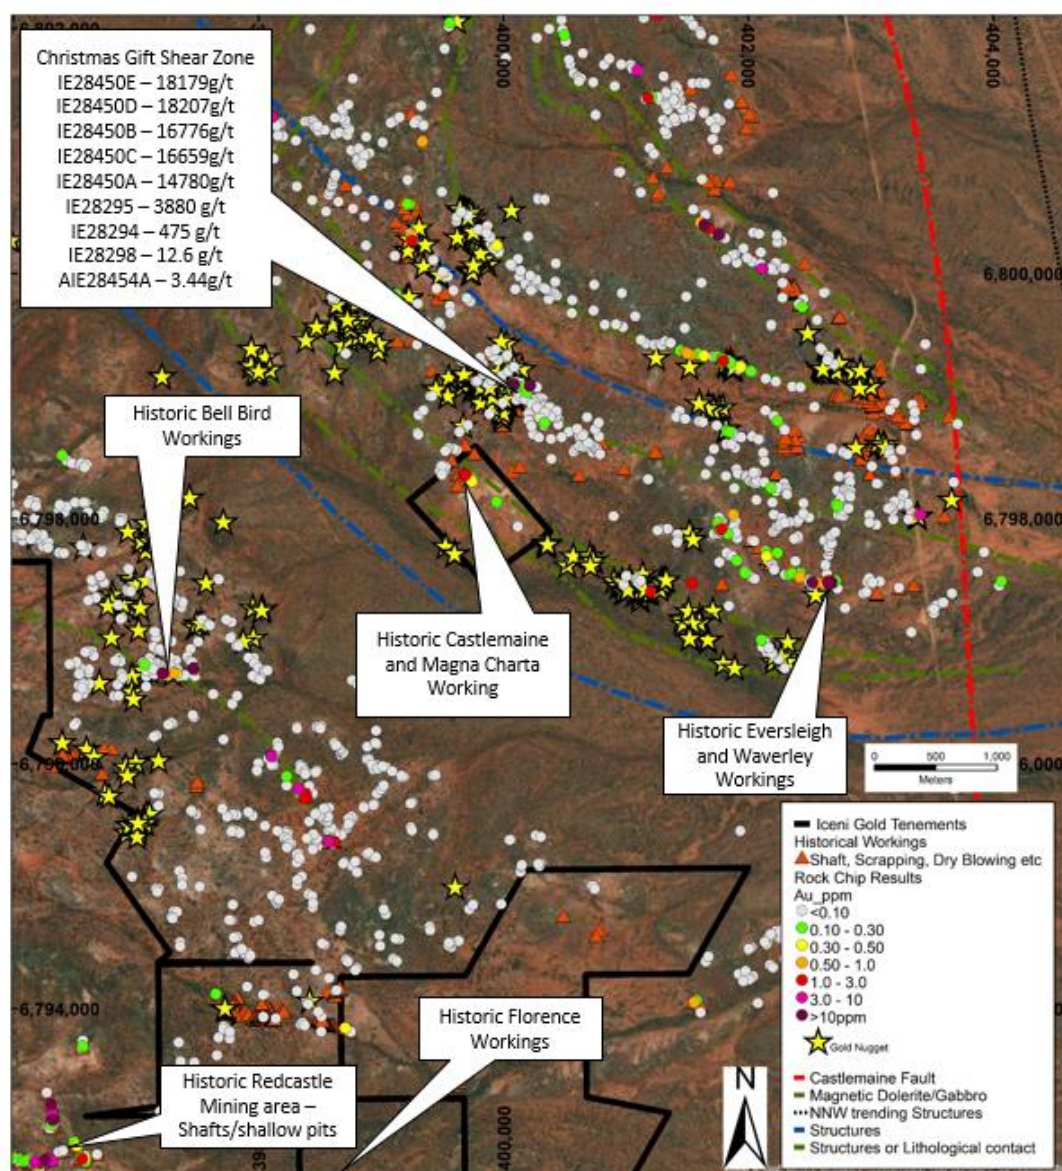 Christmas Gift Shear Zone
IE28450E – 18179g/t
IE28450D – 18207g/t
IE28450B – 16776g/t
IE28450C – 16659g/t
IE28450A – 14780g/t
IE28295 – 3880 g/t
IE28294 – 475 g/t
IE28298 – 12.6 g/t
AIE28454A – 3.44g/t
400,000
402,000
404,000
6,800,000
Historic Bell Bird
Workings
6,798,000
6,798,000
Historic Castlemaine
and Magna Charta
Working
Historic Eversleigh
and Waverley
Workings
0 500 1,000
Meters
Iceni Gold Tenements
Historical Workings
Shaft, Scrapping, Dry Blowing etc
Rock Chip Results
Au_ppm
<0.10
0.10 - 0.30
0.30 - 0.50
0.50 - 1.0
1.0 - 3.0
3.0 - 10
>10ppm
Gold Nugget
Castlemaine Fault
Magnetic Dolerite/Gabbro
NNW trending Structures
Structures
Structures or Lithological contact
N
6,794,000
Historic Florence
Workings
Historic Redcastle
Mining area –
Shafts/shallow pits
400,000